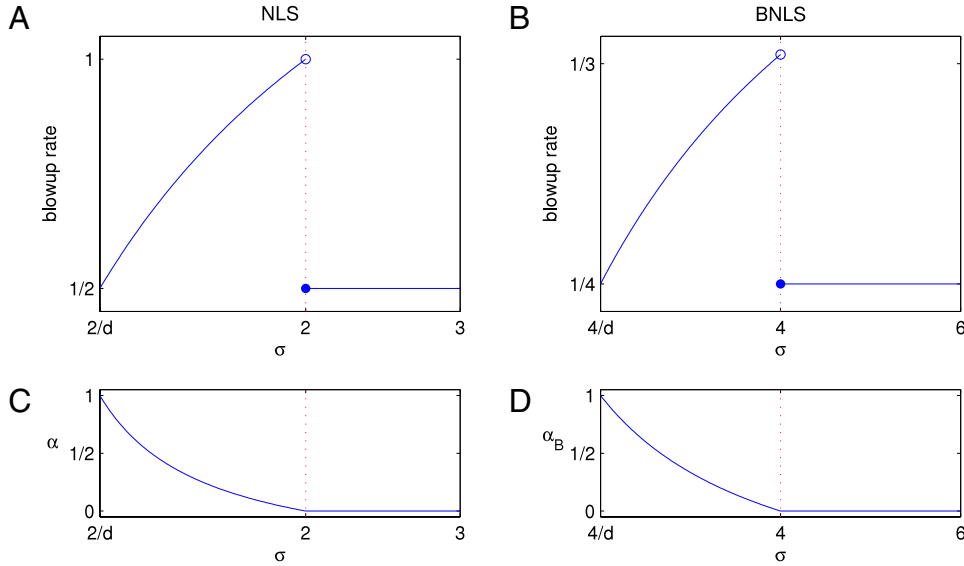 A
NLS
1
1/2
blowup rate
2/d
2
3
σ
B
BNLS
1/3
1/4
blowup rate
4/d
4
6
σ
C
1
α
1/2
0
2/d
2
3
σ
D
1
α_B
1/2
0
4/d
4
6
σ